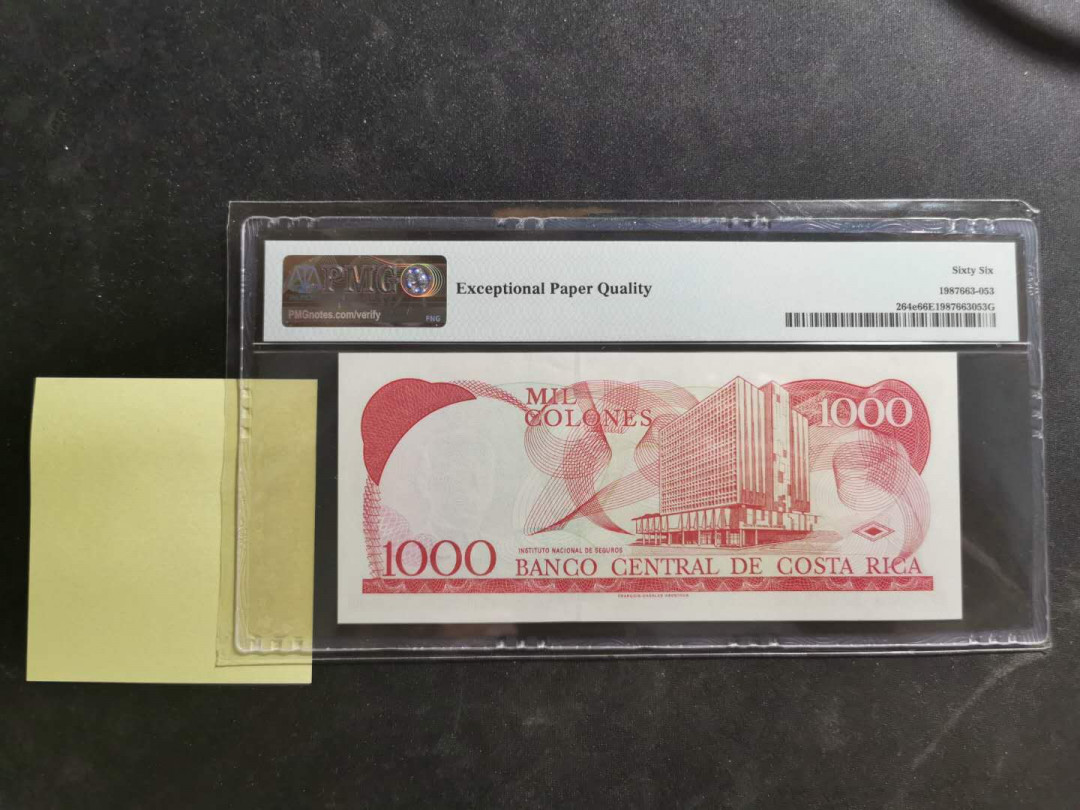 PMG
PMGnotes.com/verify
PMG
Exceptional Paper Quality
Sixty Six
1987663-053
264e66E1987663053G
MIL
COLONES
1000
1000
INSTITUTO NACIONAL DE SEGUROS
BANCO CENTRAL DE COSTA RICA